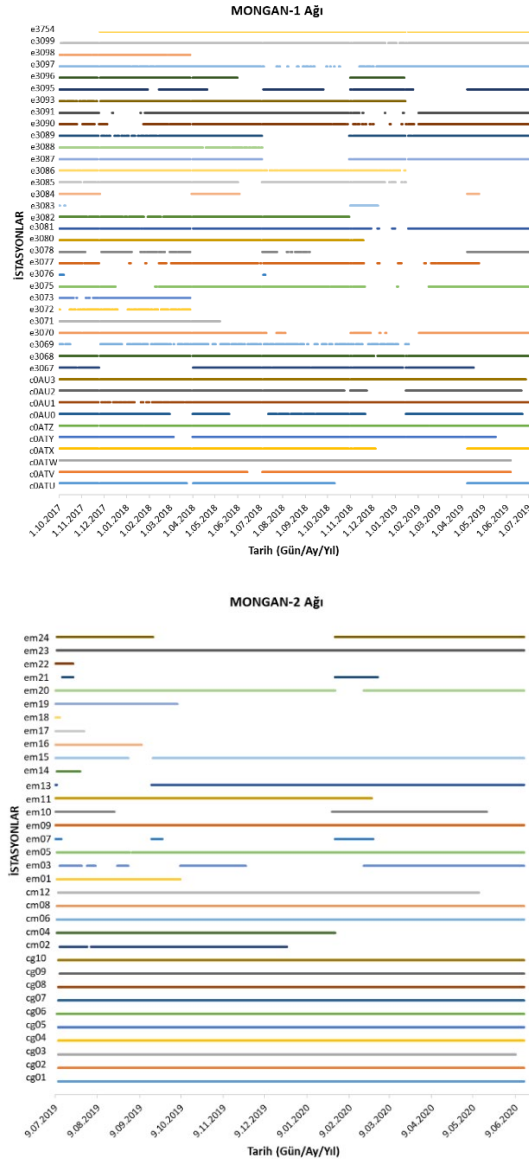 MONGAN-1 Ağı
e3754
e3099
e3098
e3097
e3096
e3095
e3093
e3091
e3090
e3089
e3088
e3087
e3086
e3085
e3084
e3083
e3082
e3081
e3080
e3078
e3077
e3076
e3075
e3073
e3072
e3071
e3070
e3069
e3068
e3067
c0AU3
c0AU2
c0AU1
c0AU0
c0ATZ
c0ATY
c0ATX
c0ATW
c0ATV
c0ATU
İSTASYONLAR
1.10.2017
1.11.2017
1.12.2017
1.01.2018
1.02.2018
1.03.2018
1.04.2018
1.05.2018
1.06.2018
1.07.2018
1.08.2018
1.09.2018
1.10.2018
1.11.2018
1.12.2018
1.01.2019
1.02.2019
1.03.2019
1.04.2019
1.05.2019
1.06.2019
1.07.2019
Tarih (Gün/Ay/Yıl)
MONGAN-2 Ağı
em24
em23
em22
em21
em20
em19
em18
em17
em16
em15
em14
em13
em11
em10
em09
em07
em05
em03
em01
cm12
cm08
cm06
cm04
cm02
cg10
cg09
cg08
cg07
cg06
cg05
cg04
cg03
cg02
cg01
İSTASYONLAR
9.07.2019
9.08.2019
9.09.2019
9.10.2019
9.11.2019
9.12.2019
9.01.2020
9.02.2020
9.03.2020
9.04.2020
9.05.2020
9.06.2020
Tarih (Gün/Ay/Yıl)